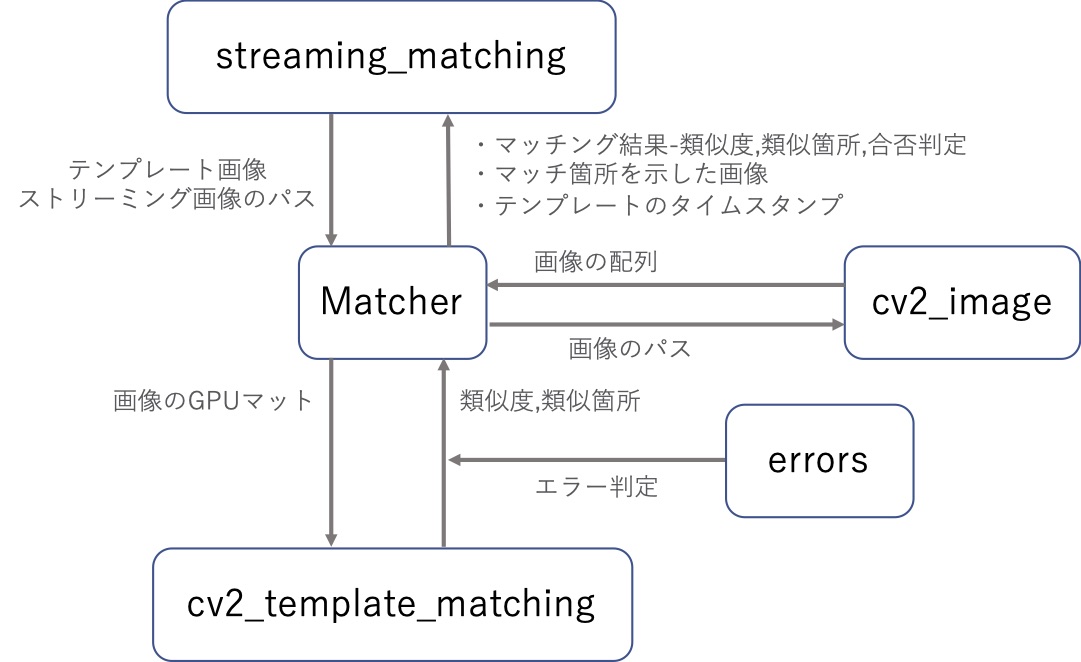 streaming_matching
テンプレート画像
ストリーミング画像のパス
・マッチング結果-類似度,類似箇所,合否判定
・マッチ箇所を示した画像
・テンプレートのタイムスタンプ
Matcher
画像の配列
画像のパス
cv2_image
画像のGPUマット
類似度,類似箇所
errors
エラー判定
cv2_template_matching